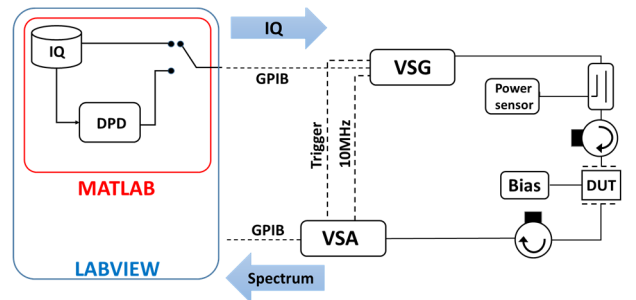 IQ
IQ
GPIB
VSG
Power
sensor
DPD
Trigger
10MHz
MATLAB
Bias
DUT
GPIB
VSA
LABVIEW
Spectrum